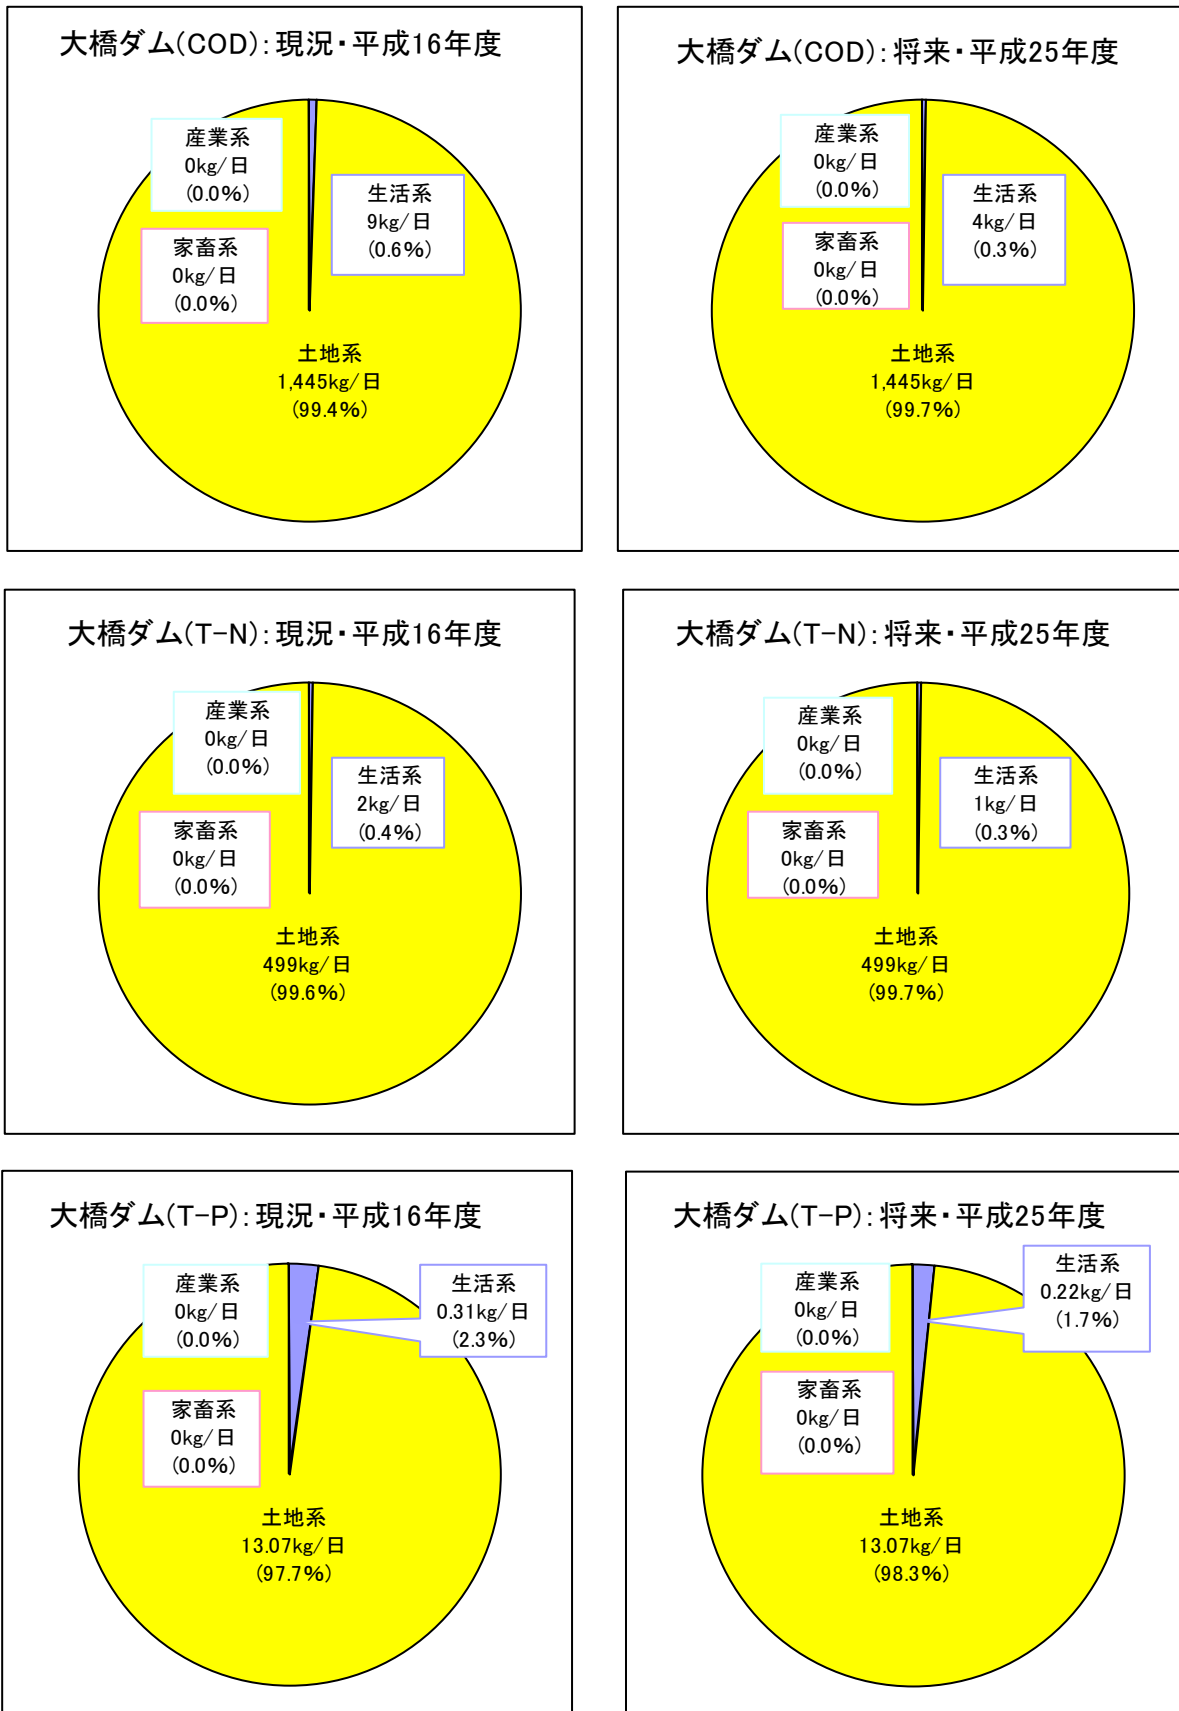 大橋ダム(COD):現況・平成16年度
産業系
0kg/日
(0.0%)
生活系
9kg/日
(0.6%)
家畜系
0kg/日
(0.0%)
土地系
1,445kg/日
(99.4%)
大橋ダム(COD):将来・平成25年度
産業系
0kg/日
(0.0%)
生活系
4kg/日
(0.3%)
家畜系
0kg/日
(0.0%)
土地系
1,445kg/日
(99.7%)
大橋ダム(T-N):現況・平成16年度
産業系
0kg/日
(0.0%)
生活系
2kg/日
(0.4%)
家畜系
0kg/日
(0.0%)
土地系
499kg/日
(99.6%)
大橋ダム(T-N):将来・平成25年度
産業系
0kg/日
(0.0%)
生活系
1kg/日
(0.3%)
家畜系
0kg/日
(0.0%)
土地系
499kg/日
(99.7%)
大橋ダム(T-P):現況・平成16年度
産業系
0kg/日
(0.0%)
生活系
0.31kg/日
(2.3%)
家畜系
0kg/日
(0.0%)
土地系
13.07kg/日
(97.7%)
大橋ダム(T-P):将来・平成25年度
産業系
0kg/日
(0.0%)
生活系
0.22kg/日
(1.7%)
家畜系
0kg/日
(0.0%)
土地系
13.07kg/日
(98.3%)